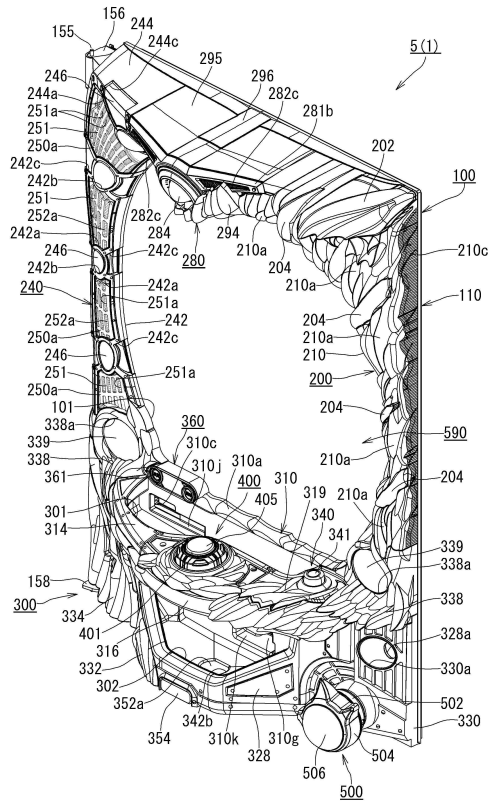 156
155
244
244c
5(1)
246
244a
251a
251
250a
242c
242b
251
252a
242a
246
242b
240
252a
250a
246
251
250a
101
338a
339
338
361
301
314
158
300
334
401
316
332
302
352a
354
295
296
282c
281b
202
100
210c
110
282c
284
280
294
210a
204
210a
242c
242a
251a
242
242c
251a
204
210a
210
200
204
590
210a
204
360
310c
310j
310a
400
405
310
319
340
341
210a
339
338a
338
328a
330a
502
330
504
506
500
342b
310k
310g
328